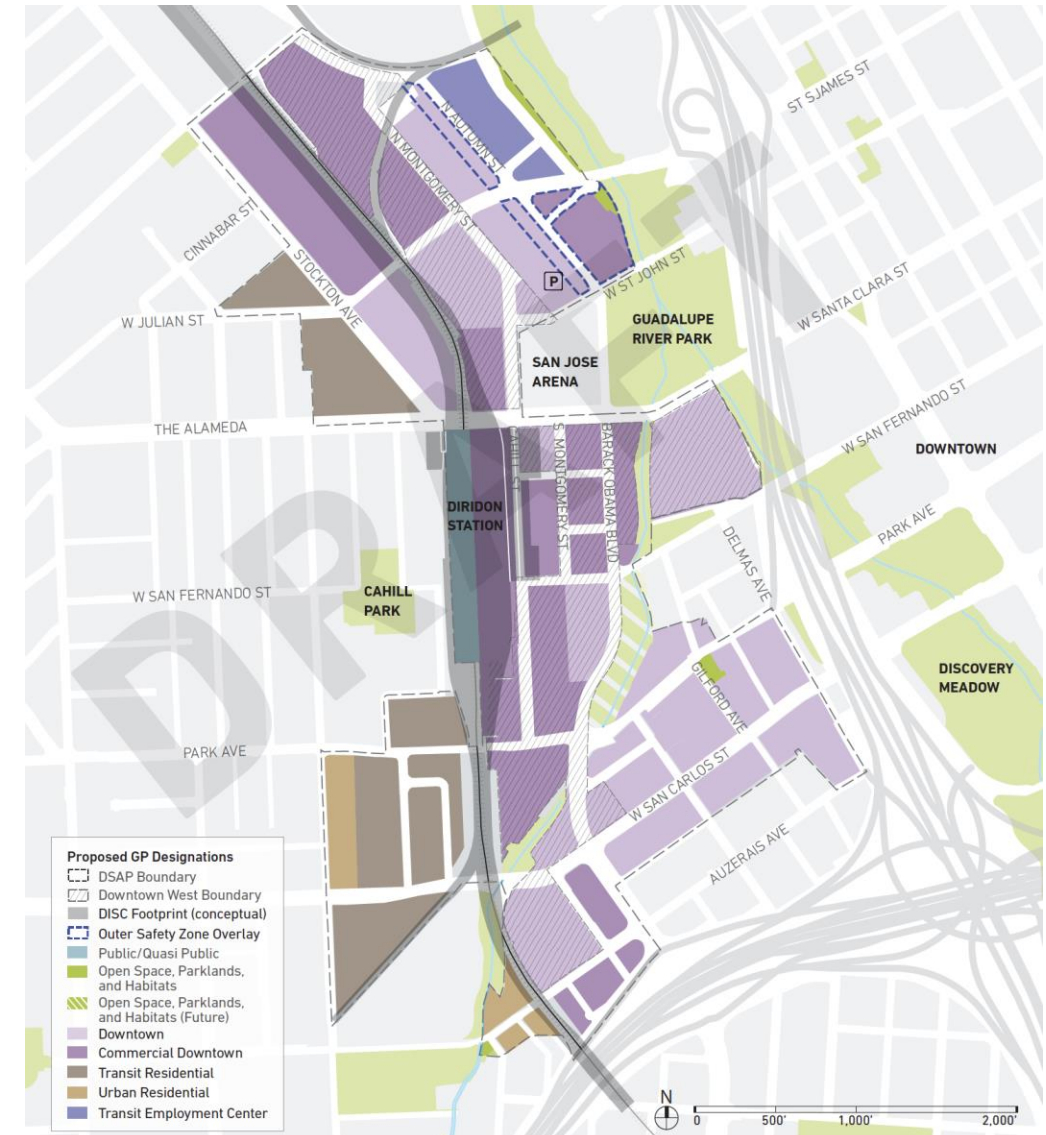 ST SJAMES ST
N AUTUMN ST
N MONTGOMERY ST
CINNABAR ST
STOCKTON AVE
P
W ST JOHN ST
W SANTA CLARA ST
W JULIAN ST
GUADALUPE
RIVER PARK
SAN JOSE
ARENA
W SAN FERNANDO ST
THE ALAMEDA
DOWNTOWN
CAHILL ST
S. MONTGOMERY ST
BARACK OBAMA BLVD
DIRIDON
STATION
PARK AVE
DELMAS AVE
W SAN FERNANDO ST
CAHILL
PARK
DISCOVERY
MEADOW
GILFORD AVE
PARK AVE
W SAN CARLOS ST
AUZERAIS AVE
DRAFT
Proposed GP Designations
DSAP Boundary
Downtown West Boundary
DISC Footprint (conceptual)
Outer Safety Zone Overlay
Public/Quasi Public
Open Space, Parklands,
and Habitats
Open Space, Parklands,
and Habitats (Future)
Downtown
Commercial Downtown
Transit Residential
Urban Residential
Transit Employment Center
N
0 500' 1,000' 2,000'